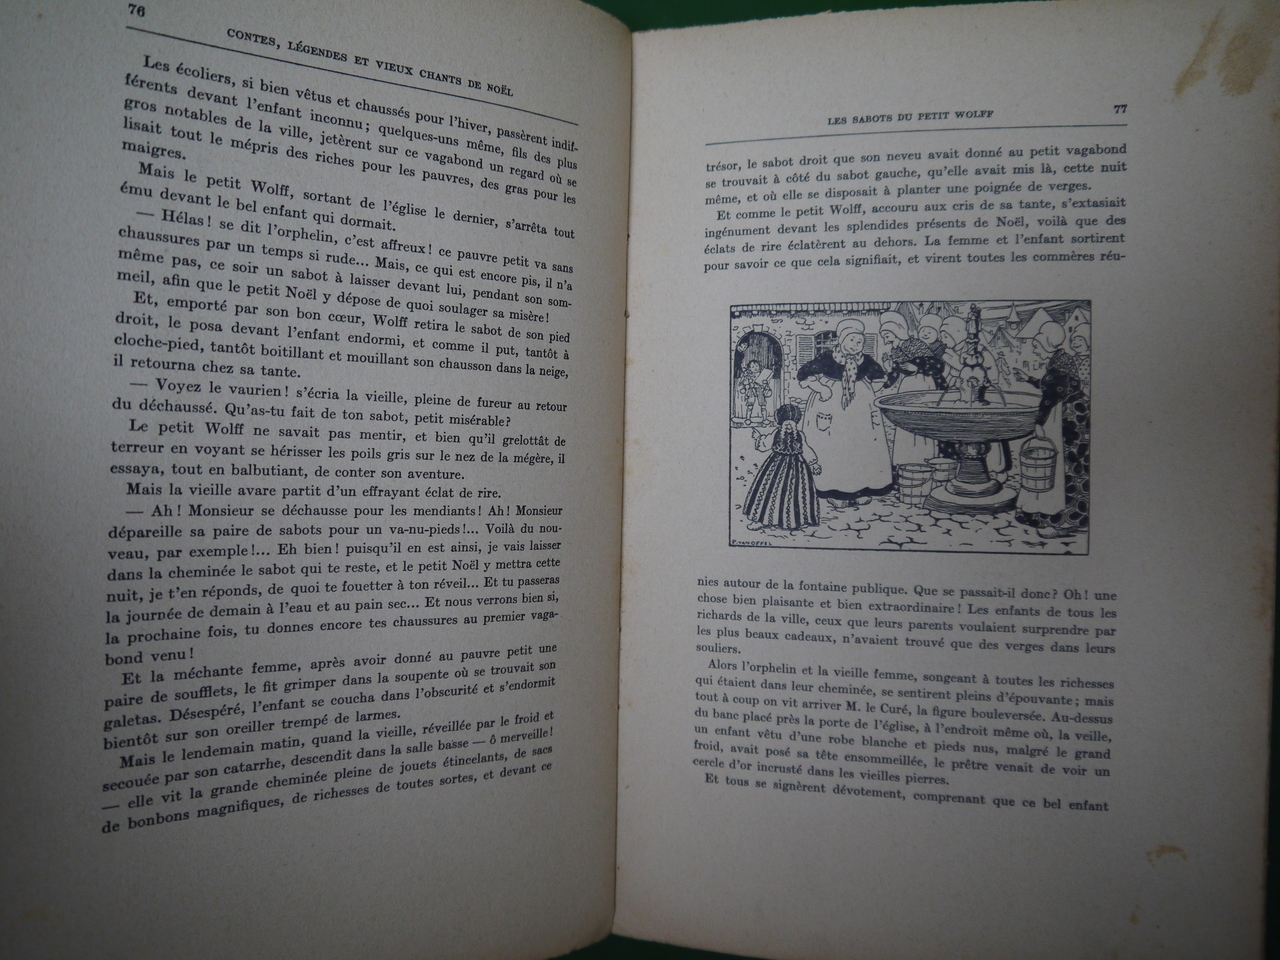 76
CONTES, LÉGENDES ET VIEUX CHANTS DE NOËL
Les écoliers, si bien vêtus et chaussés pour l'hiver, passèrent indif-
férents devant l'enfant inconnu; quelques-uns même, fils des plus
gros notables de la ville, jetèrent sur ce vagabond un regard où se
lisait tout le mépris des riches pour les pauvres, des gras pour les
maigres.
Mais le petit Wolff, sortant de l'église le dernier, s'arrêta tout
ému devant le bel enfant qui dormait.
— Hélas! se dit l'orphelin, c'est affreux! ce pauvre petit va sans
chaussures par un temps si rude... Mais, ce qui est encore pis, il n'a
même pas, ce soir un sabot à laisser devant lui, pendant son som-
meil, afin que le petit Noël y dépose de quoi soulager sa misère!
Et, emporté par son bon cœur, Wolff retira le sabot de son pied
droit, le posa devant l'enfant endormi, et comme il put, tantôt à
cloche-pied, tantôt boitillant et mouillant son chausson dans la neige,
il retourna chez sa tante.
— Voyez le vaurien! s'écria la vieille, pleine de fureur au retour
du déchaussé. Qu'as-tu fait de ton sabot, petit misérable?
Le petit Wolff ne savait pas mentir, et bien qu'il grelottât de
terreur en voyant se hérisser les poils gris sur le nez de la mégère, il
essaya, tout en balbutiant, de conter son aventure.
Mais la vieille avare partit d'un effrayant éclat de rire.
— Ah! Monsieur se déchausse pour les mendiants! Ah! Monsieur
dépareille sa paire de sabots pour un va-nu-pieds!... Voilà du nou-
veau, par exemple!... Eh bien! puisqu'il en est ainsi, je vais laisser
dans la cheminée le sabot qui te reste, et le petit Noël y mettra cette
nuit, je t'en réponds, de quoi te fouetter à ton réveil... Et tu passeras
la journée de demain à l'eau et au pain sec... Et nous verrons bien si,
la prochaine fois, tu donnes encore tes chaussures au premier vaga-
bond venu!
Et la méchante femme, après avoir donné au pauvre petit une
paire de soufflets, le fit grimper dans la soupente où se trouvait son
galetas. Désespéré, l'enfant se coucha dans l'obscurité et s'endormit
bientôt sur son oreiller trempé de larmes.
Mais le lendemain matin, quand la vieille, réveillée par le froid et
secouée par son catarrhe, descendit dans la salle basse — ô merveille!
— elle vit la grande cheminée pleine de jouets étincelants, de sacs
de bonbons magnifiques, de richesses de toutes sortes, et devant ce
LES SABOTS DU PETIT WOLFF
77
trésor, le sabot droit que son neveu avait donné au petit vagabond
se trouvait à côté du sabot gauche, qu'elle avait mis là, cette nuit
même, et où elle se disposait à planter une poignée de verges.
Et comme le petit Wolff, accouru aux cris de sa tante, s'extasiait
ingénument devant les splendides présents de Noël, voilà que des
éclats de rire éclatèrent au dehors. La femme et l'enfant sortirent
pour savoir ce que cela signifiait, et virent toutes les commères réu-
F. VAN OFFEL
nies autour de la fontaine publique. Que se passait-il donc? Oh! une
chose bien plaisante et bien extraordinaire! Les enfants de tous les
richards de la ville, ceux que leurs parents voulaient surprendre par
les plus beaux cadeaux, n'avaient trouvé que des verges dans leurs
souliers.
Alors l'orphelin et la vieille femme, songeant à toutes les richesses
qui étaient dans leur cheminée, se sentirent pleins d'épouvante; mais
tout à coup on vit arriver M. le Curé, la figure bouleversée. Au-dessus
du banc placé près la porte de l'église, à l'endroit même où, la veille,
un enfant vêtu d'une robe blanche et pieds nus, malgré le grand
froid, avait posé sa tête ensommeillée, le prêtre venait de voir un
cercle d'or incrusté dans les vieilles pierres.
Et tous se signèrent dévotement, comprenant que ce bel enfant